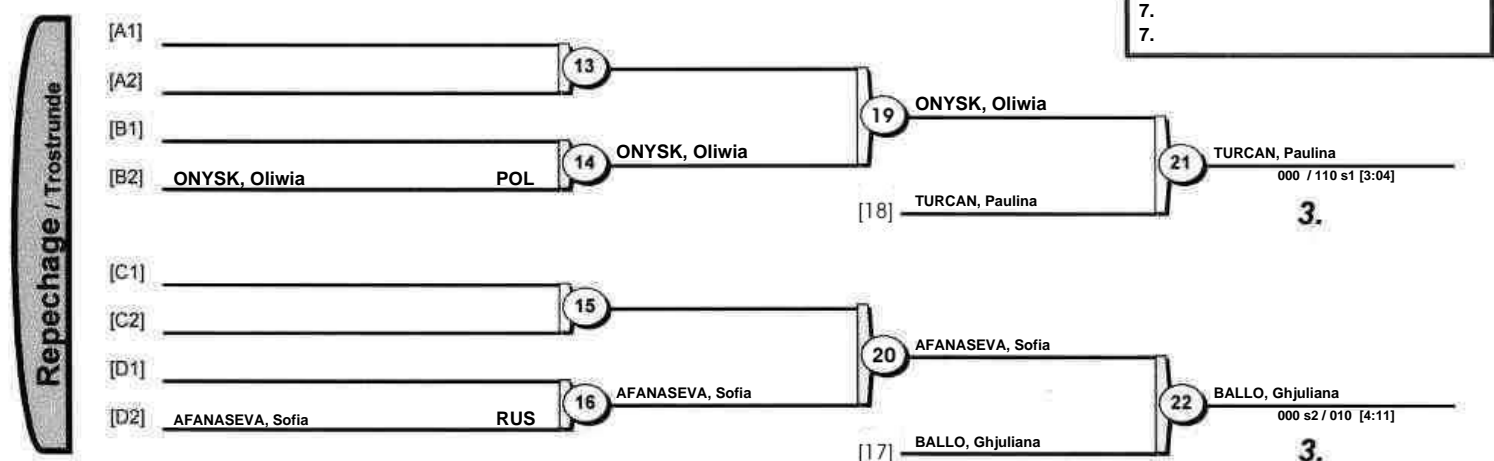 7.
7.
Repechage / Trostrunde
[A1]
13
[A2]
19
ONYSK, Oliwia
[B1]
14
ONYSK, Oliwia
21
TURCAN, Paulina
[B2]
ONYSK, Oliwia POL
000 / 110 s1 [3:04]
[18] TURCAN, Paulina
3.
[C1]
15
[C2]
20
AFANASEVA, Sofia
[D1]
16
AFANASEVA, Sofia
22
BALLO, Ghjuliana
[D2] AFANASEVA, Sofia RUS
000 s2 / 010 [4:11]
[17] BALLO, Ghjuliana
3.